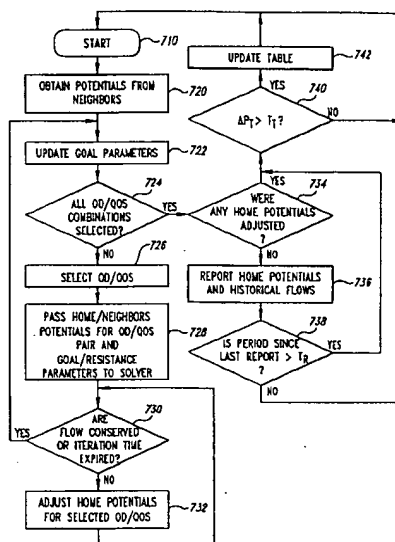 START
710
OBTAIN POTENTIALS FROM
NEIGHBORS
720
UPDATE GOAL PARAMETERS
722
724
ALL OD/QOS
COMBINATIONS
SELECTED?
YES
NO
726
SELECT OD/QOS
PASS HOME/NEIGHBORS
POTENTIALS FOR OD/QOS
PAIR AND
GOAL/RESISTANCE
PARAMETERS TO SOLVER
728
730
ARE
FLOW CONSERVED
OR ITERATION TIME
EXPIRED?
YES
NO
ADJUST HOME POTENTIALS
FOR SELECTED OD/QOS
732
UPDATE TABLE
742
YES
740
ΔPT > TT?
NO
YES
734
WERE
ANY HOME POTENTIALS
ADJUSTED
?
NO
REPORT HOME POTENTIALS
AND HISTORICAL FLOWS
736
738
IS PERIOD SINCE
LAST REPORT > TR
?
YES
NO